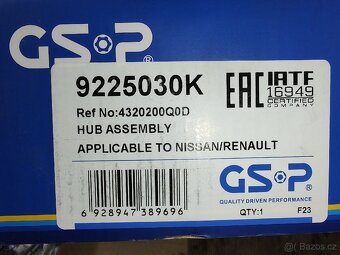 GSP®
9225030K
Ref No:4320200Q0D
HUB ASSEMBLY
APPLICABLE TO NISSAN/RENAULT
EAC IATF
16949
CERTIFIED
COMPANY
6 928947 389696
GSP®
QUALITY DRIVEN PERFORMANCE
QTY:1 F23
Bazos.cz